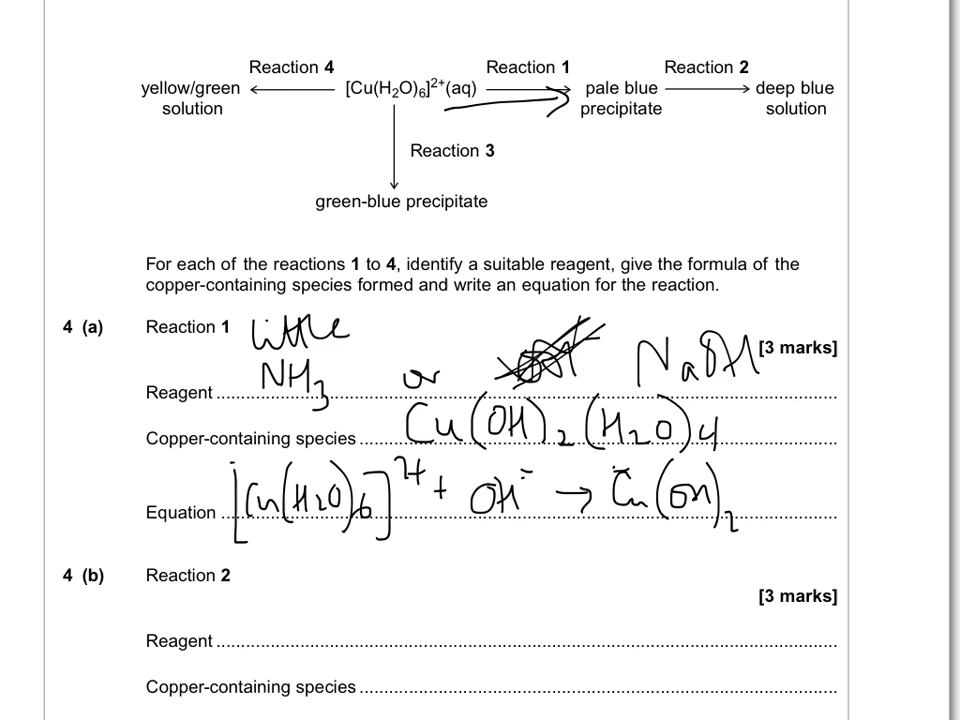 Reaction 4
Reaction 1
Reaction 2
yellow/green solution
[Cu(H₂O)₆]²⁺(aq)
pale blue precipitate
deep blue solution
Reaction 3
green-blue precipitate
For each of the reactions 1 to 4, identify a suitable reagent, give the formula of the
copper-containing species formed and write an equation for the reaction.
4 (a) Reaction 1 little
[3 marks]
Reagent NH₃ or NaOH
Copper-containing species Cu(OH)₂(H₂O)4
Equation [Cu(H₂O)₆]²⁺ + OH⁻ → Cu(OH)₂
4 (b) Reaction 2
[3 marks]
Reagent
Copper-containing species